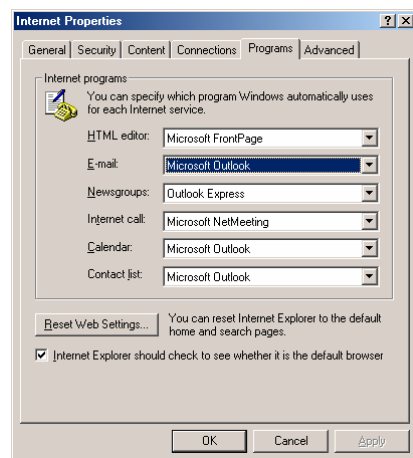 Internet Properties
General Security Content Connections Programs Advanced
Internet programs
You can specify which program Windows automatically uses
for each Internet service.
HTML editor: Microsoft FrontPage
E-mail: Microsoft Outlook
Newsgroups: Outlook Express
Internet call: Microsoft NetMeeting
Calendar: Microsoft Outlook
Contact list: Microsoft Outlook
Reset Web Settings... You can reset Internet Explorer to the default
home and search pages.
Internet Explorer should check to see whether it is the default browser
OK Cancel Apply